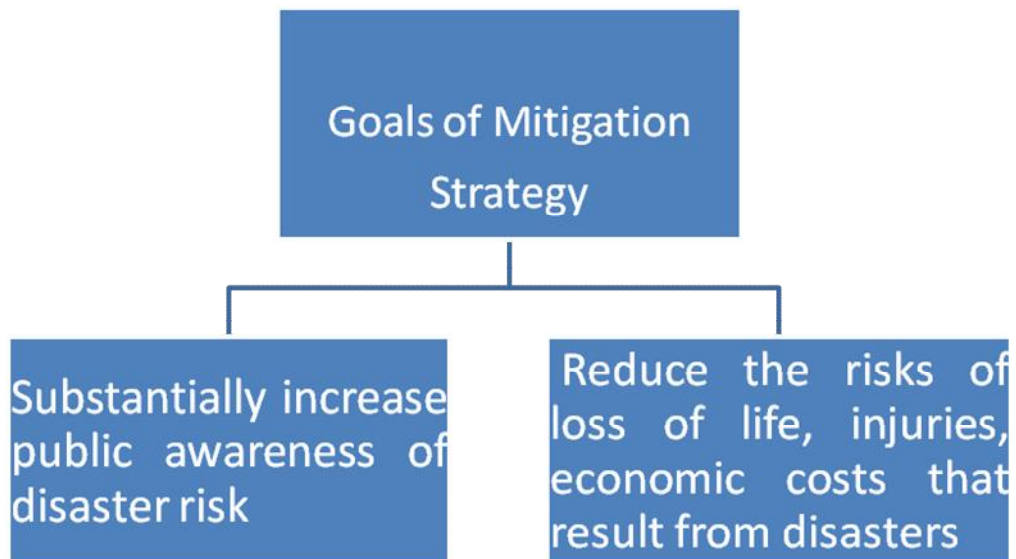 Goals of Mitigation
Strategy
Substantially increase
public awareness of
disaster risk
Reduce the risks of
loss of life, injuries,
economic costs that
result from disasters